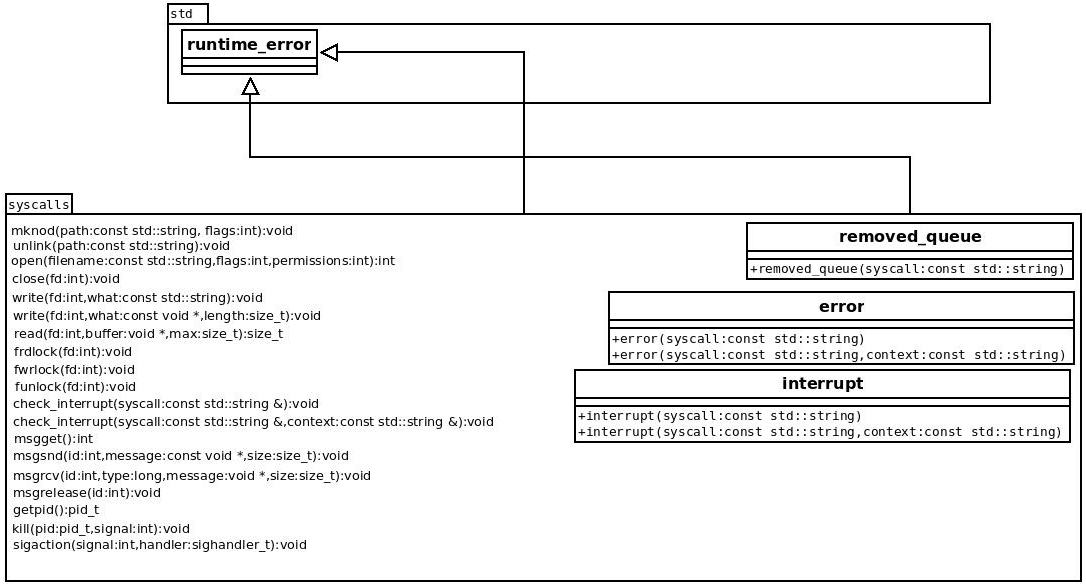 std
runtime_error
syscalls
mknod(path:const std::string, flags:int):void
unlink(path:const std::string):void
open(filename:const std::string,flags:int,permissions:int):int
close(fd:int):void
write(fd:int,what:const std::string):void
write(fd:int,what:const void *,length:size_t):void
read(fd:int,buffer:void *,max:size_t):size_t
frdlock(fd:int):void
fwrlock(fd:int):void
funlock(fd:int):void
check_interrupt(syscall:const std::string &):void
check_interrupt(syscall:const std::string &,context:const std::string &):void
msgget():int
msgsnd(id:int,message:const void *,size:size_t):void
msgrcv(id:int,type:long,message:void *,size:size_t):void
msgrelease(id:int):void
getpid():pid_t
kill(pid:pid_t,signal:int):void
sigaction(signal:int,handler:sighandler_t):void
removed_queue
+removed_queue(syscall:const std::string)
error
+error(syscall:const std::string)
+error(syscall:const std::string,context:const std::string)
interrupt
+interrupt(syscall:const std::string)
+interrupt(syscall:const std::string,context:const std::string)